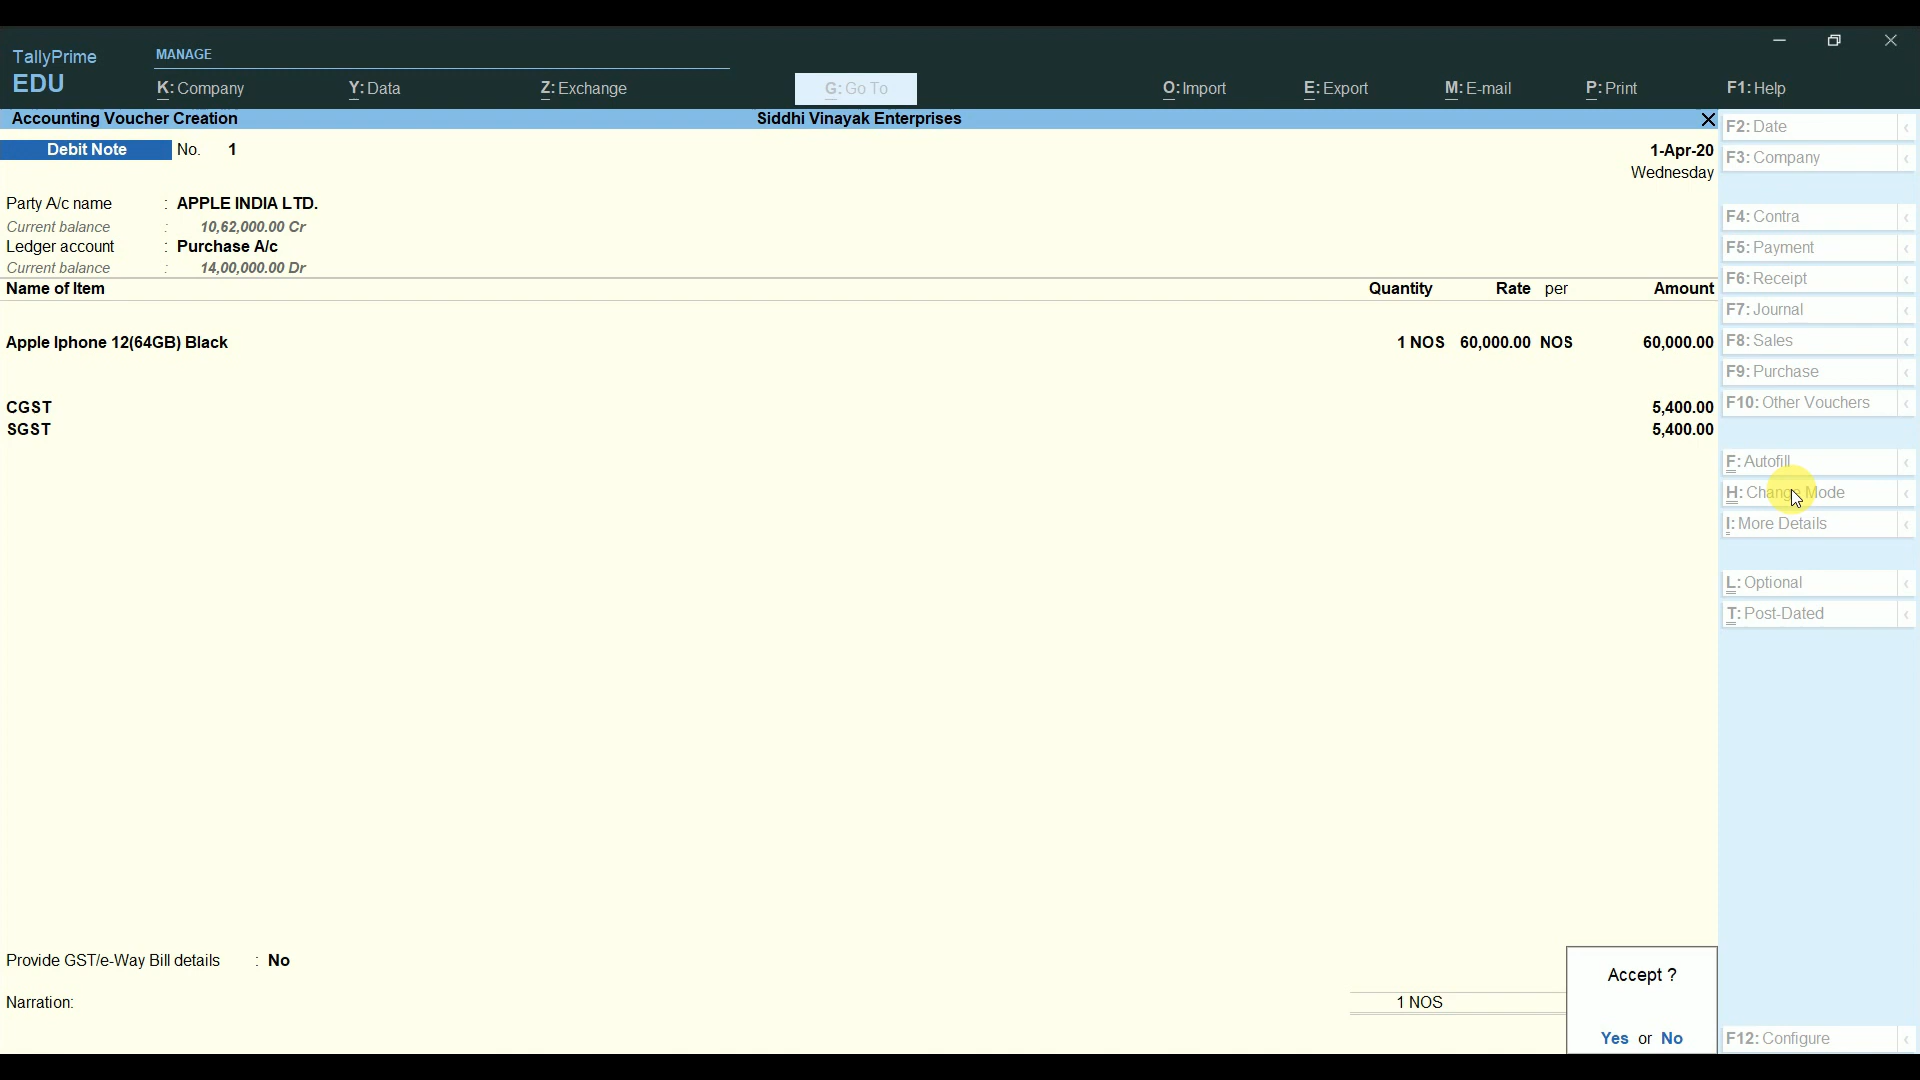 TallyPrime
EDU
MANAGE
K: Company Y: Data Z: Exchange G: Go To O: Import E: Export M: E-mail P: Print F1: Help
Accounting Voucher Creation Siddhi Vinayak Enterprises
Debit Note No. 1 1-Apr-20
Wednesday
Party A/c name : APPLE INDIA LTD.
Current balance : 10,62,000.00 Cr
Ledger account : Purchase A/c
Current balance : 14,00,000.00 Dr
Name of Item Quantity Rate per Amount
Apple Iphone 12(64GB) Black 1 NOS 60,000.00 NOS 60,000.00
CGST 5,400.00
SGST 5,400.00
Provide GST/e-Way Bill details : No
Narration: 1 NOS
Accept ?
Yes or No
F2: Date
F3: Company
F4: Contra
F5: Payment
F6: Receipt
F7: Journal
F8: Sales
F9: Purchase
F10: Other Vouchers
F: Autofill
H: Change Mode
I: More Details
L: Optional
T: Post-Dated
F12: Configure